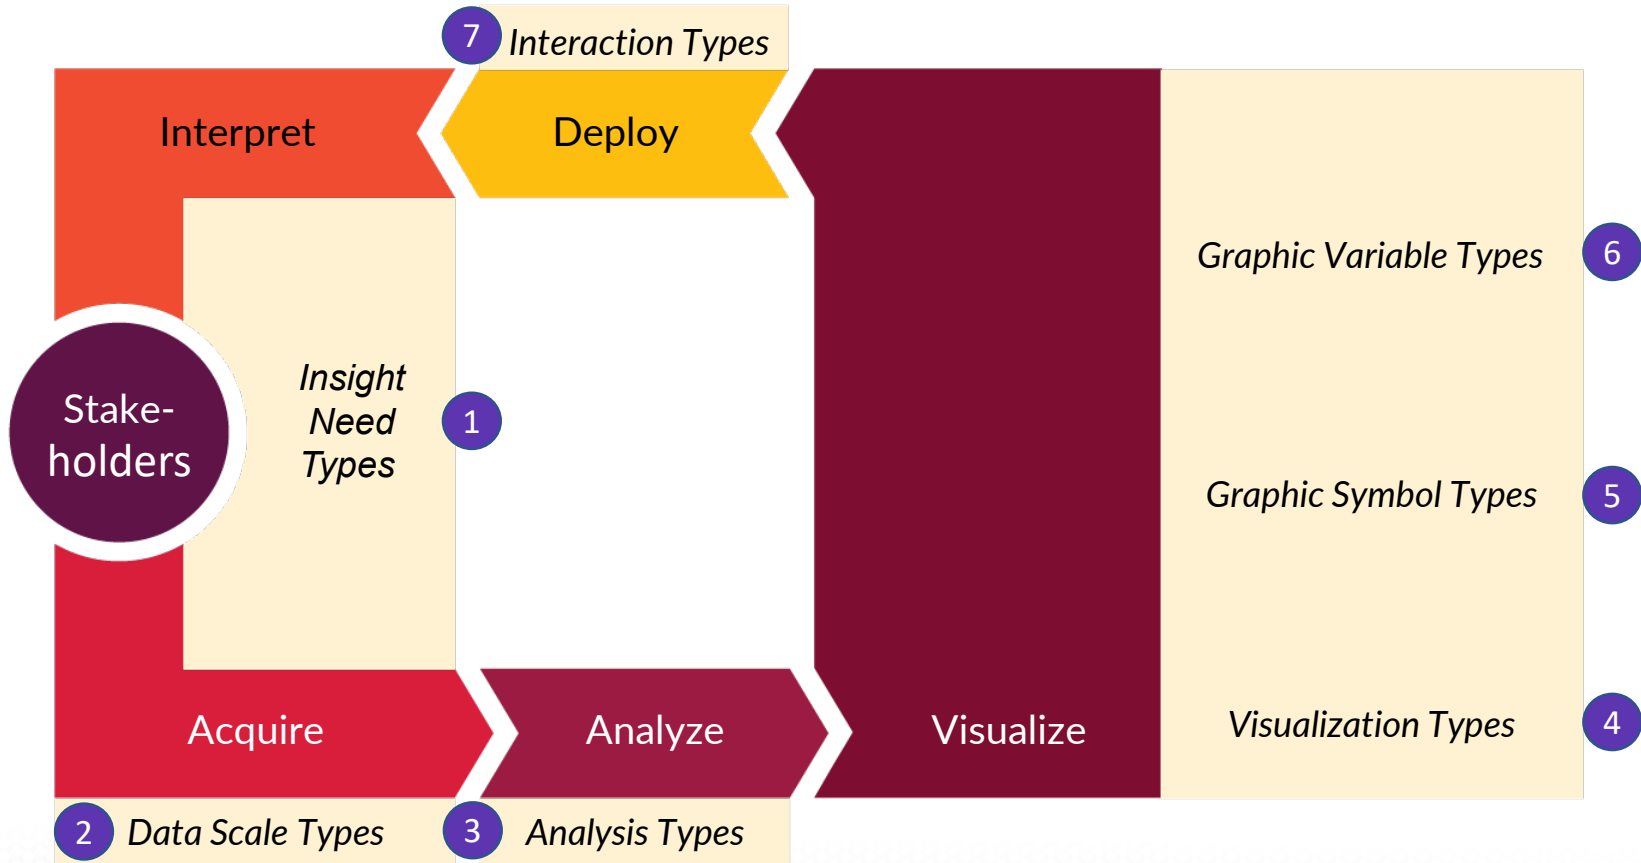 7 Interaction Types
Interpret
Deploy
Graphic Variable Types 6
Insight
Need
Types
1
Stake-
holders
Graphic Symbol Types 5
Acquire
Analyze
Visualize
Visualization Types 4
2 Data Scale Types
3 Analysis Types